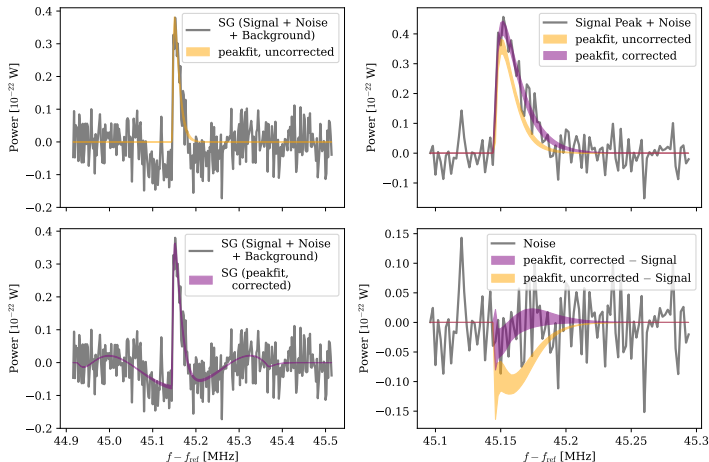 SG (Signal + Noise
+ Background)
peakfit, uncorrected
Power [10⁻²² W]
0.4
0.3
0.2
0.1
0.0
−0.1
−0.2
Signal Peak + Noise
peakfit, uncorrected
peakfit, corrected
Power [10⁻²² W]
0.4
0.3
0.2
0.1
0.0
−0.1
SG (Signal + Noise
+ Background)
SG (peakfit,
corrected)
Power [10⁻²² W]
0.4
0.3
0.2
0.1
0.0
−0.1
−0.2
44.9 45.0 45.1 45.2 45.3 45.4 45.5
f − f_ref [MHz]
Noise
peakfit, corrected − Signal
peakfit, uncorrected − Signal
Power [10⁻²² W]
0.15
0.10
0.05
0.00
−0.05
−0.10
−0.15
45.1 45.15 45.2 45.25 45.3
f − f_ref [MHz]